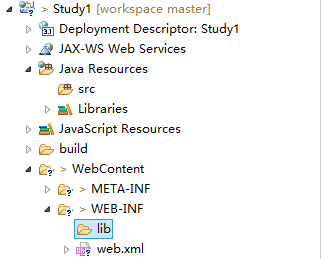 > Study1 [workspace master]
Deployment Descriptor: Study1
JAX-WS Web Services
Java Resources
src
Libraries
JavaScript Resources
build
> WebContent
> META-INF
> WEB-INF
lib
web.xml